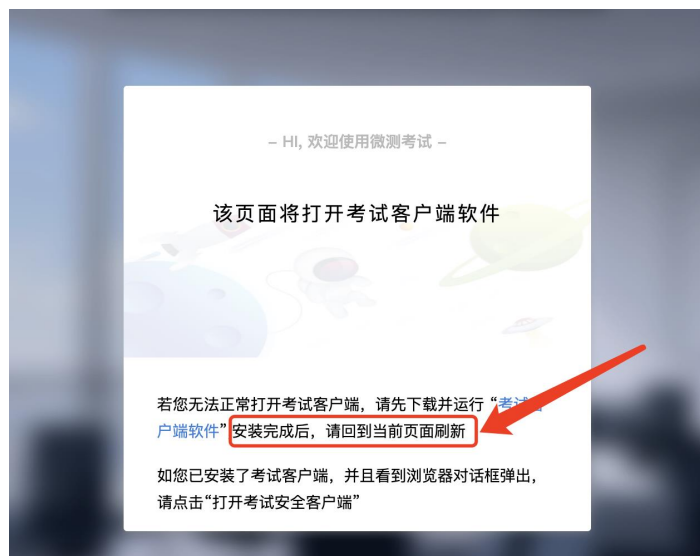 – HI, 欢迎使用微测考试 –
该页面将打开考试客户端软件
若您无法正常打开考试客户端，请先下载并运行 “考试客
户端软件” 安装完成后，请回到当前页面刷新
如您已安装了考试客户端，并且看到浏览器对话框弹出，
请点击“打开考试安全客户端”